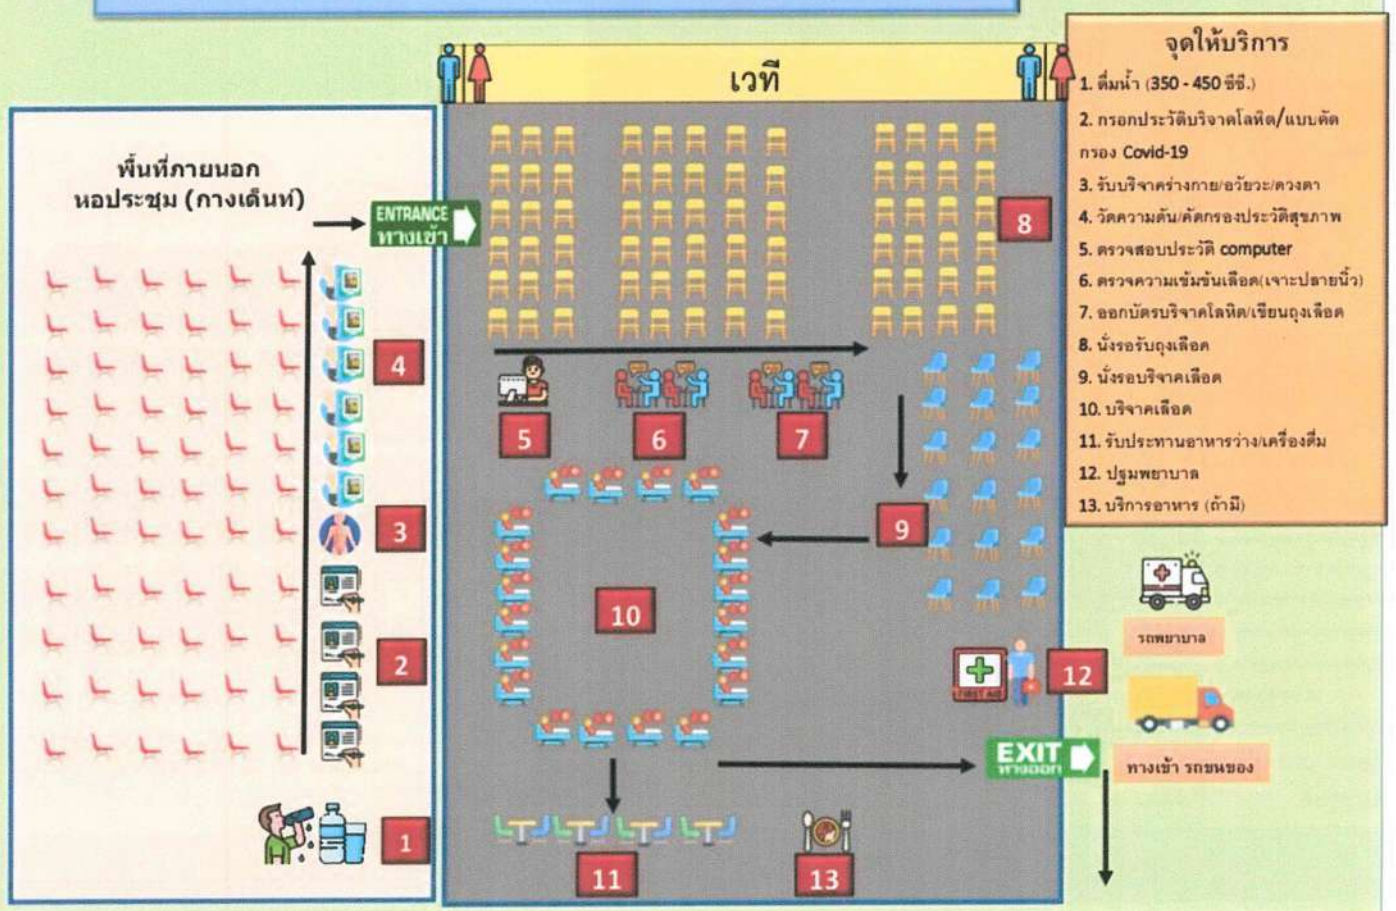 เวที
พื้นที่ภายนอก
หอประชุม (กางเต็นท์)
ENTRANCE
ทางเข้า
4
3
2
1
5
6
7
8
9
10
11
12
13
FIRST AID
EXIT
ทางออก
จุดให้บริการ
1. ดื่มน้ำ (350 - 450 ซีซี.)
2. กรอกประวัติบริจาคโลหิต/แบบคัด
กรอง Covid-19
3. รับบริจาคร่างกาย/อวัยวะ/ดวงตา
4. วัดความดัน/คัดกรองประวัติสุขภาพ
5. ตรวจสอบประวัติ computer
6. ตรวจความเข้มข้นเลือด(เจาะปลายนิ้ว)
7. ออกบัตรบริจาคโลหิต/เขียนถุงเลือด
8. นั่งรอรับถุงเลือด
9. นั่งรอบริจาคเลือด
10. บริจาคเลือด
11. รับประทานอาหารว่าง/เครื่องดื่ม
12. ปฐมพยาบาล
13. บริการอาหาร (ถ้ามี)
รถพยาบาล
ทางเข้า รถขนของ